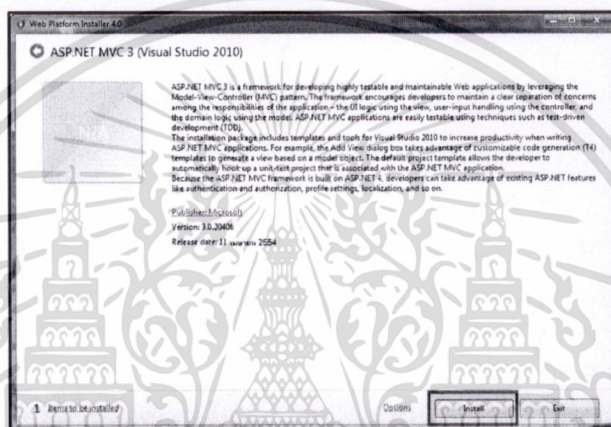 Web Platform Installer 4.0
ASP.NET MVC 3 (Visual Studio 2010)
N/A
ASP.NET MVC 3 is a framework for developing highly testable and maintainable Web applications by leveraging the
Model-View-Controller (MVC) pattern. The framework encourages developers to maintain a clear separation of concerns
among the responsibilities of the application – the UI logic using the view, user-input handling using the controller, and
the domain logic using the model. ASP.NET MVC applications are easily testable using techniques such as test-driven
development (TDD).
The installation package includes templates and tools for Visual Studio 2010 to increase productivity when writing
ASP.NET MVC applications. For example, the Add View dialog box takes advantage of customizable code generation (T4)
templates to generate a view based on a model object. The default project template allows the developer to
automatically hook up a unit-test project that is associated with the ASP.NET MVC application.
Because the ASP.NET MVC framework is built on ASP.NET 4, developers can take advantage of existing ASP.NET features
like authentication and authorization, profile settings, localization, and so on.
Publisher: Microsoft
Version: 3.0.20406
Release date: 11 เมษายน 2554
1 Items to be installed
Options
Install
Exit